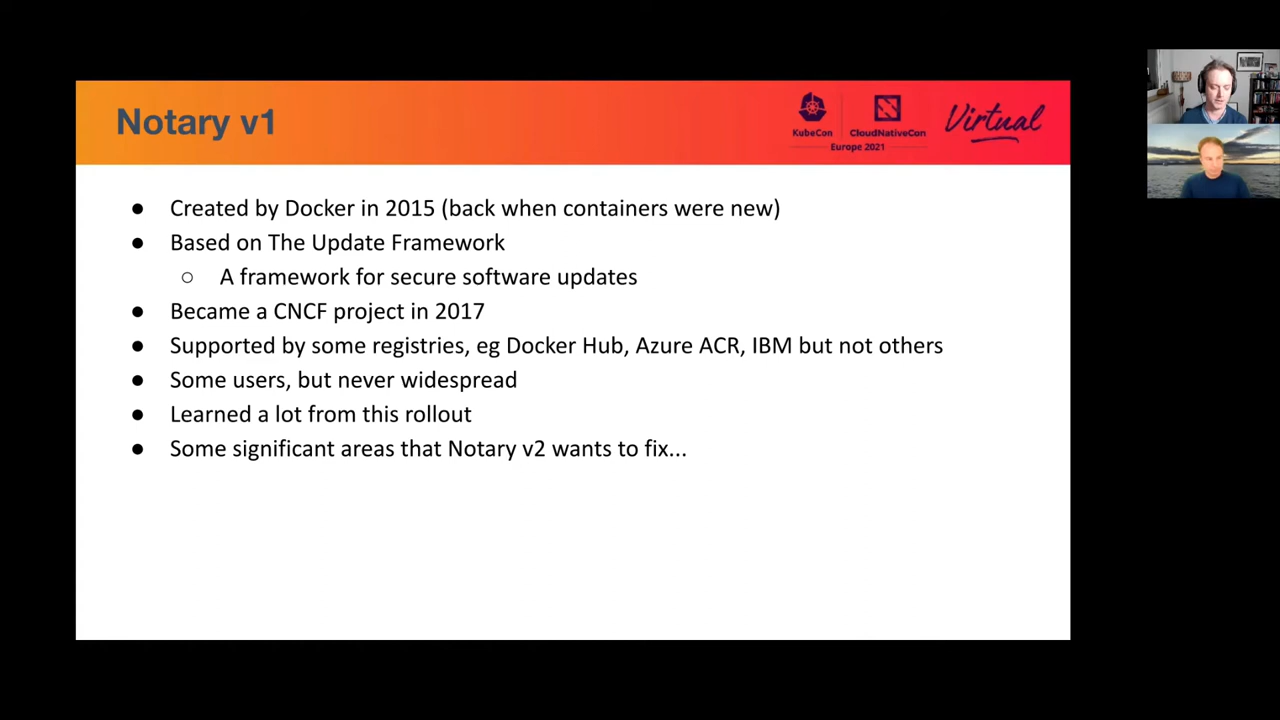 Notary v1
KubeCon
CloudNativeCon
Europe 2021
Virtual
● Created by Docker in 2015 (back when containers were new)
● Based on The Update Framework
○ A framework for secure software updates
● Became a CNCF project in 2017
● Supported by some registries, eg Docker Hub, Azure ACR, IBM but not others
● Some users, but never widespread
● Learned a lot from this rollout
● Some significant areas that Notary v2 wants to fix...